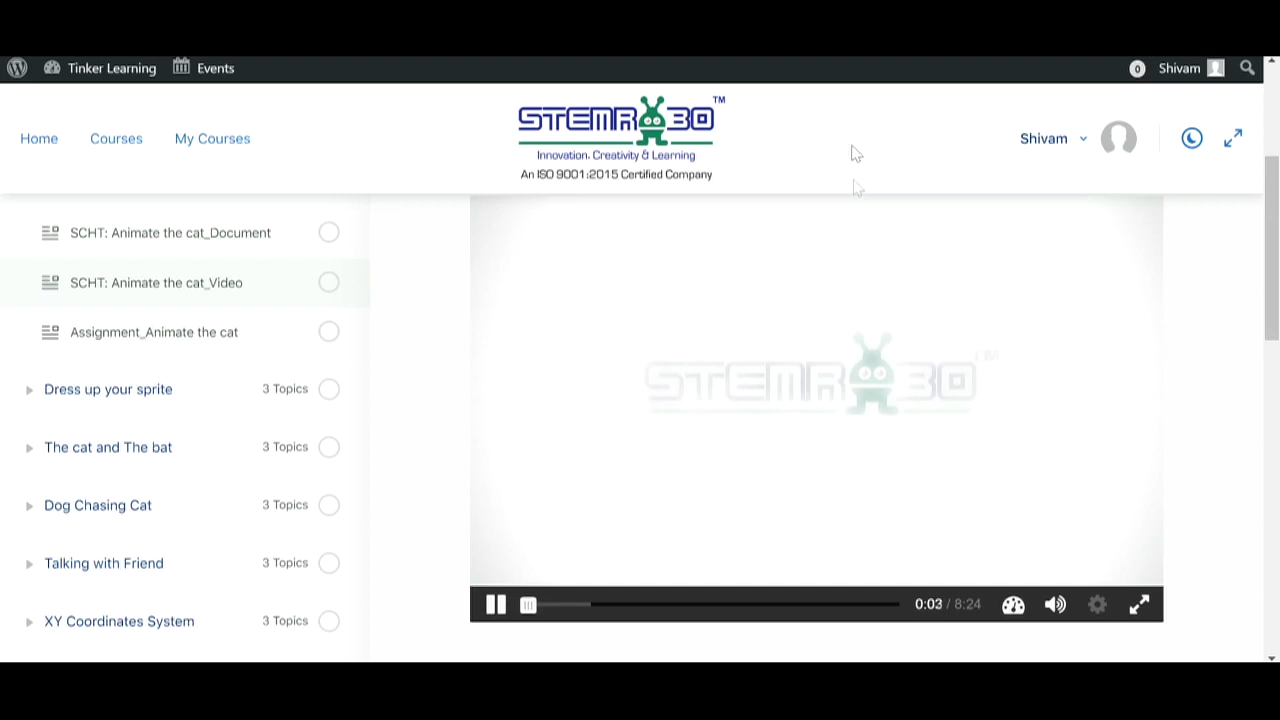 Tinker Learning
Events
0
Shivam
Home
Courses
My Courses
STEMROBO™
Innovation, Creativity & Learning
An ISO 9001:2015 Certified Company
Shivam
SCHT: Animate the cat_Document
SCHT: Animate the cat_Video
Assignment_Animate the cat
Dress up your sprite 3 Topics
The cat and The bat 3 Topics
Dog Chasing Cat 3 Topics
Talking with Friend 3 Topics
XY Coordinates System 3 Topics
STEMROBO™
0:03 / 8:24